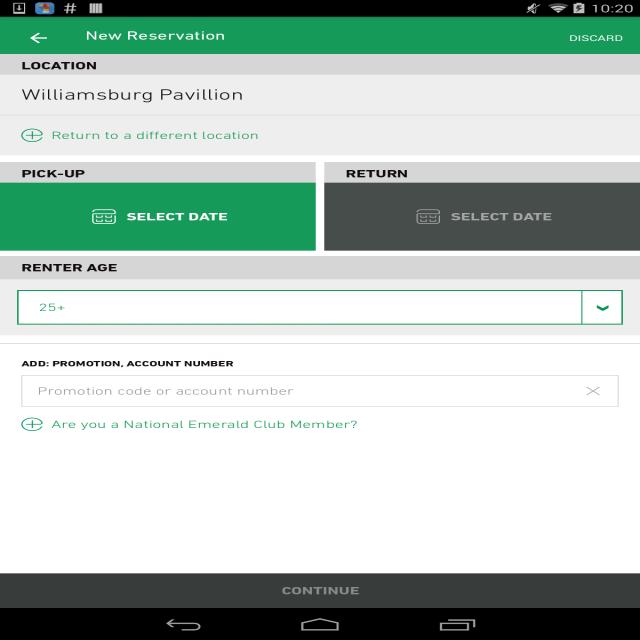 10:20
New Reservation
DISCARD
LOCATION
Williamsburg Pavillion
Return to a different location
PICK-UP
RETURN
SELECT DATE
SELECT DATE
RENTER AGE
25+
ADD: PROMOTION, ACCOUNT NUMBER
Promotion code or account number
Are you a National Emerald Club Member?
CONTINUE